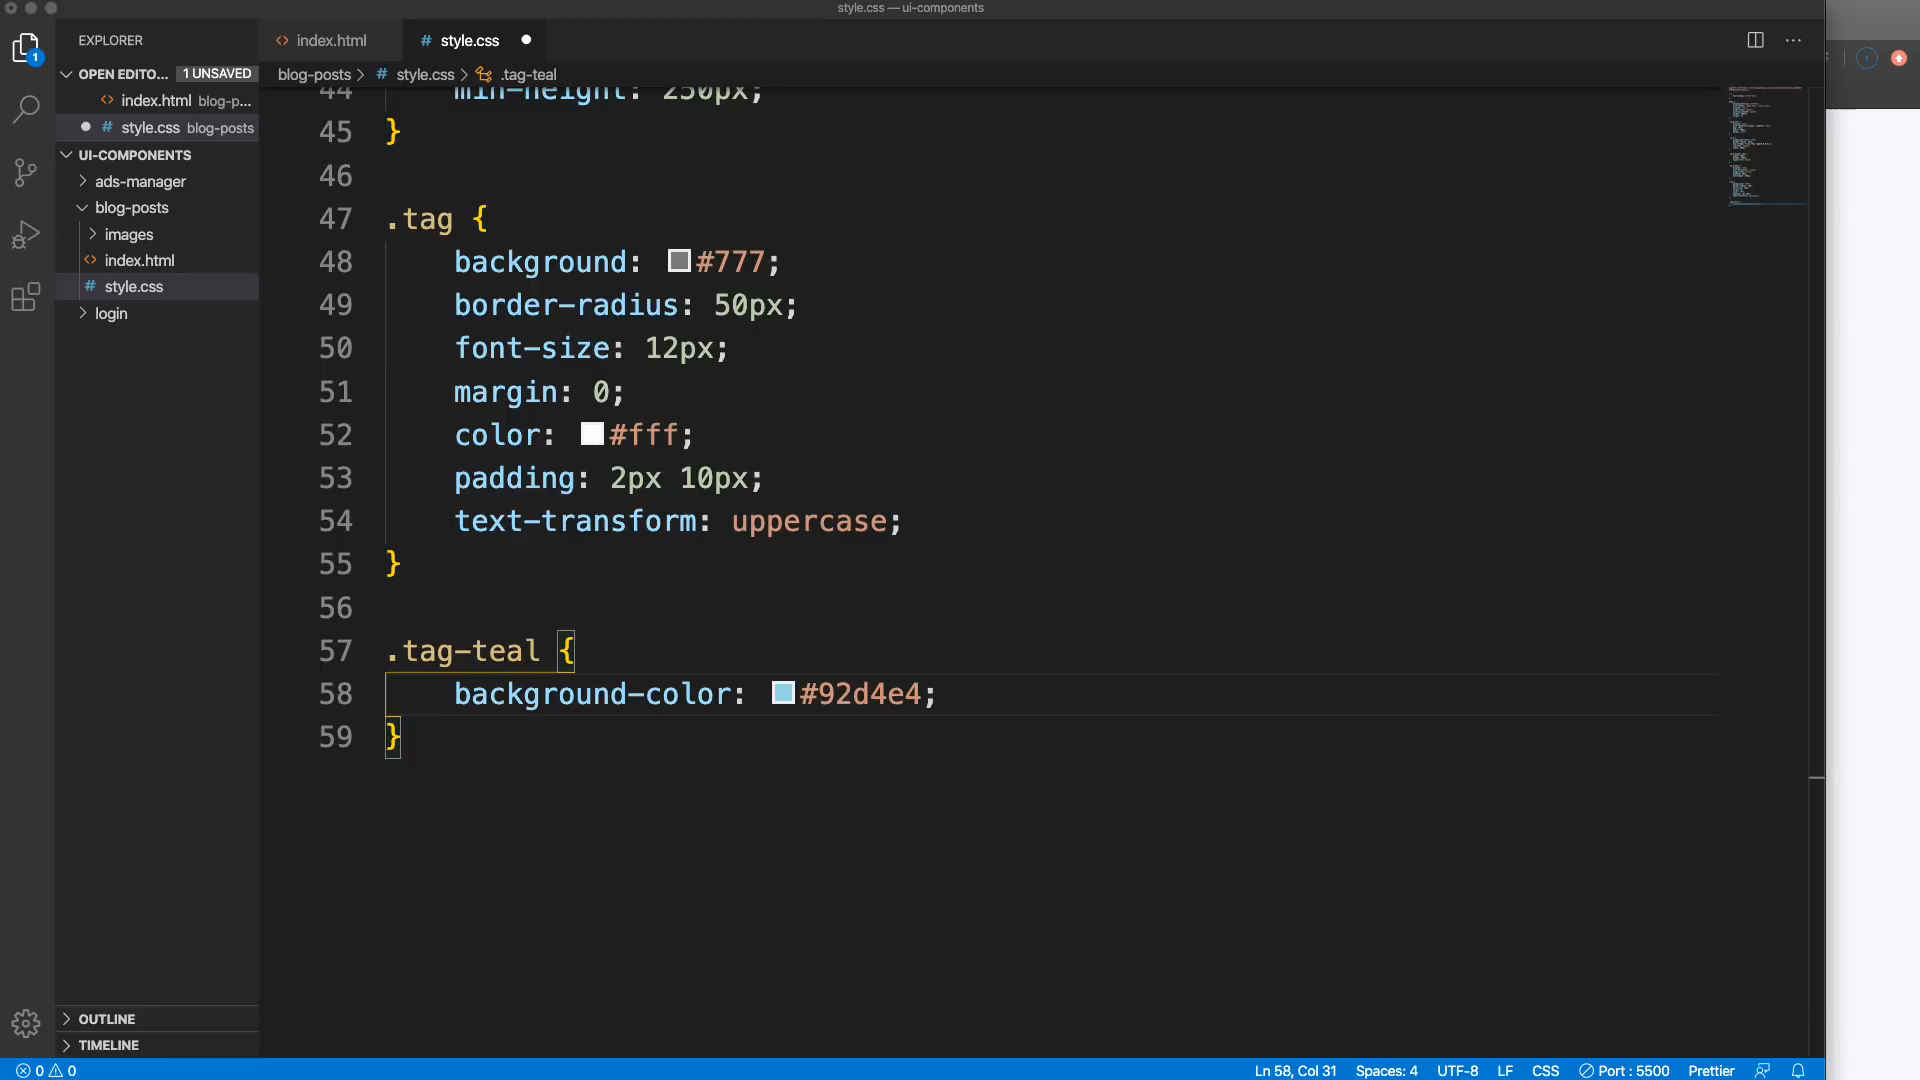 style.css — ui-components
EXPLORER
index.html
style.css
OPEN EDITO... 1 UNSAVED
blog-posts > # style.css > .tag-teal
index.html blog-p...
# style.css blog-posts
UI-COMPONENTS
ads-manager
blog-posts
images
index.html
# style.css
login
44 min-height: 250px;
45 }
46
47 .tag {
48 background: #777;
49 border-radius: 50px;
50 font-size: 12px;
51 margin: 0;
52 color: #fff;
53 padding: 2px 10px;
54 text-transform: uppercase;
55 }
56
57 .tag-teal {
58 background-color: #92d4e4;
59 }
OUTLINE
TIMELINE
0 0 Ln 58, Col 31 Spaces: 4 UTF-8 LF CSS Port : 5500 Prettier